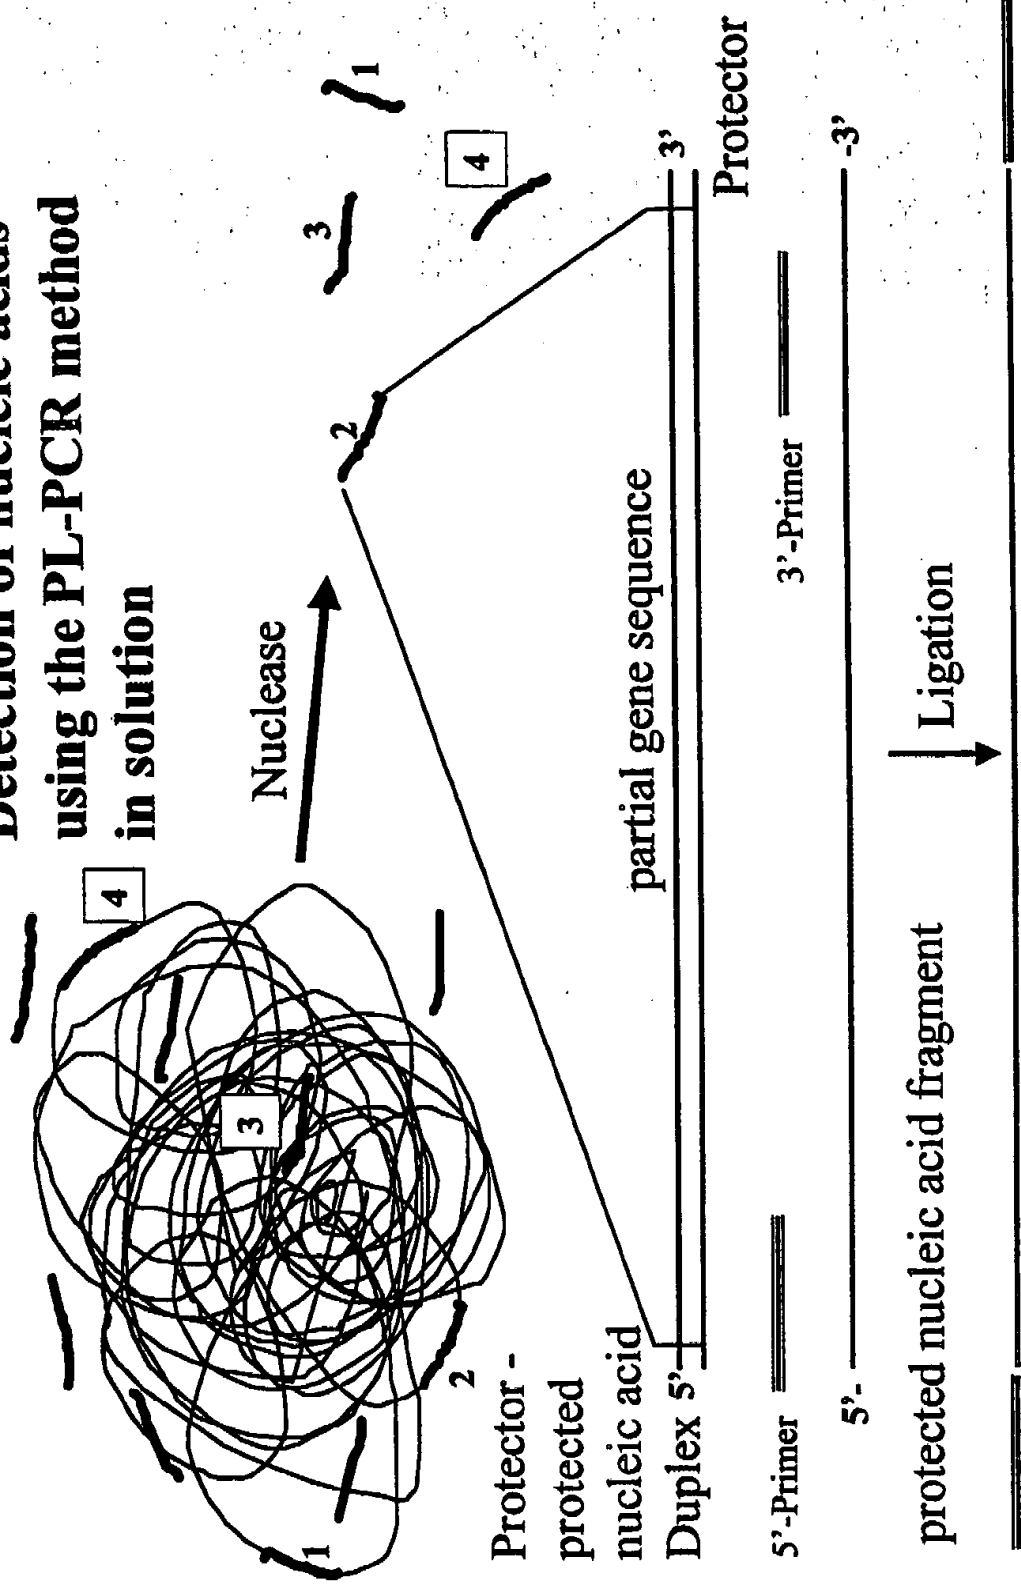 Detection of nucleic acids
using the PL-PCR method
in solution
4
3
1
2
Nuclease
2
3
1
4
Protector -
protected
nucleic acid
Duplex 5'-
partial gene sequence
3'
Protector
5'-Primer
3'-Primer
5'-
-3'
protected nucleic acid fragment
Ligation